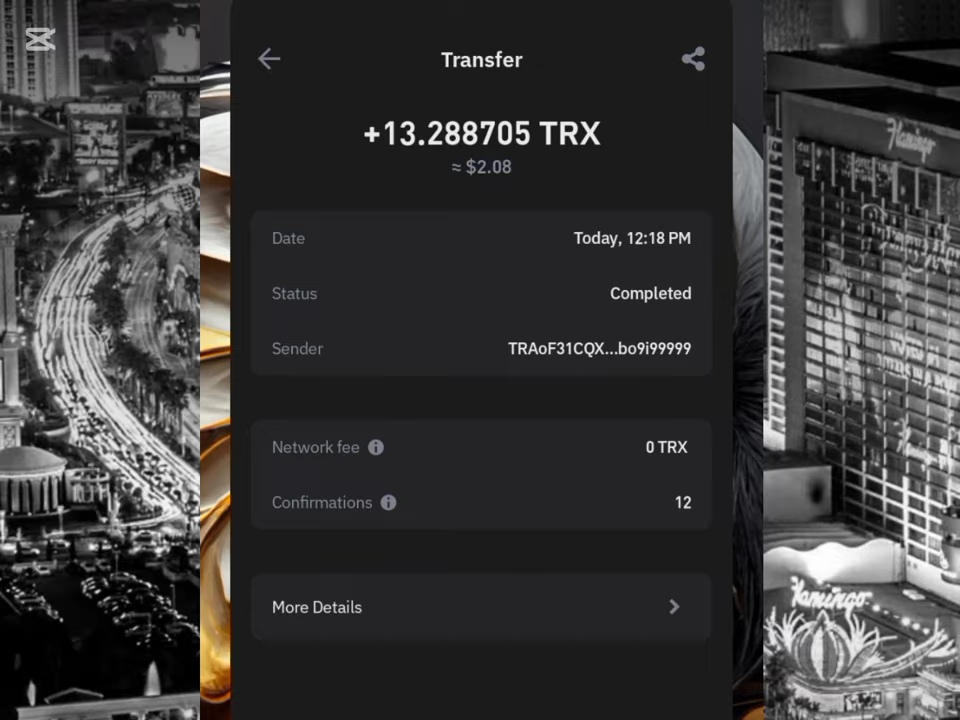 Transfer
+13.288705 TRX
≈ $2.08
Date
Today, 12:18 PM
Status
Completed
Sender
TRAoF31CQX...bo9i99999
Network fee
0 TRX
Confirmations
12
More Details
Flamingo
Flamingo